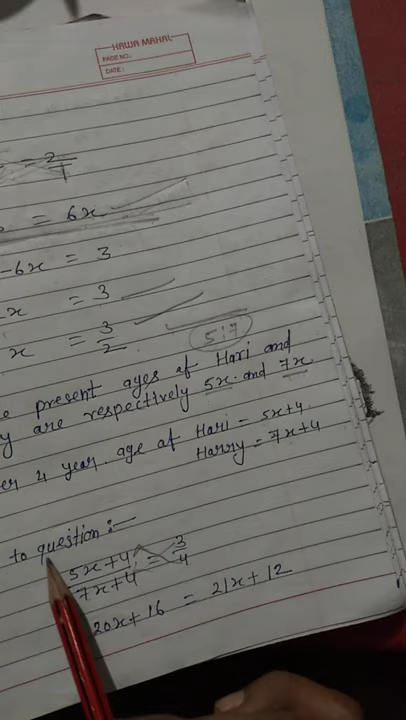 HAWA MAHAL
PAGE NO.:
DATE:
= 2/1
= 6x
-6x = 3
x = 3
x = 3/2
5:7
present ages of Hari and
are respectively 5x and 7x
4 year age of Hari = 5x+4
Harry = 7x+4
to question :-
5x+4/7x+4 = 3/4
20x+16 = 21x+12